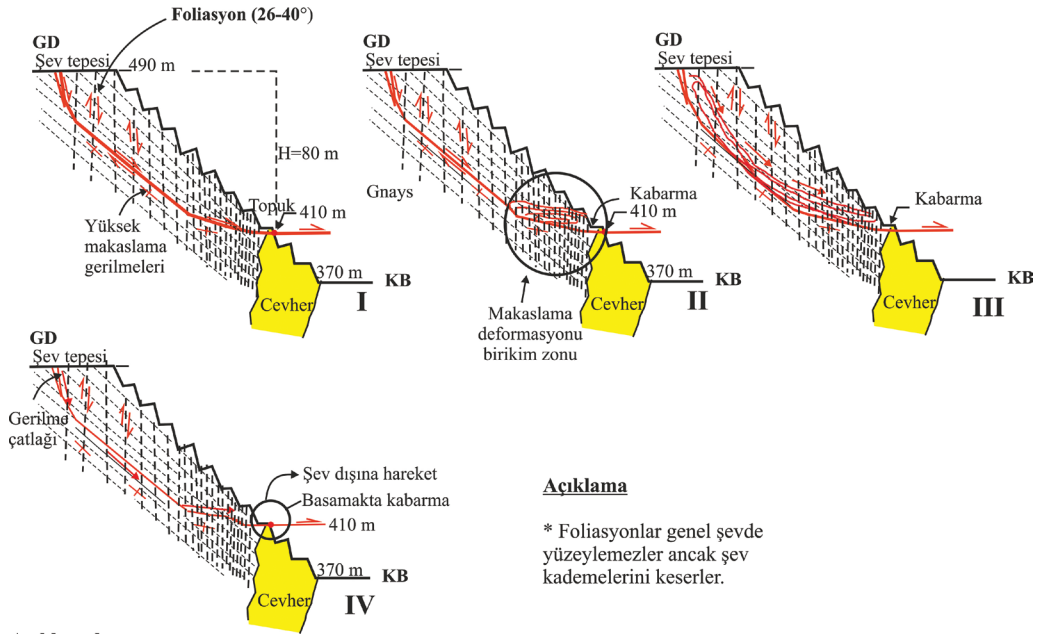 Foliasyon (26-40°)
GD
Şev tepesi
490 m
H=80 m
Topuk
410 m
Yüksek
makaslama
gerilmeleri
370 m
KB
Cevher
I
GD
Şev tepesi
Gnays
Kabarma
410 m
370 m
KB
Cevher
II
Makaslama
deformasyonu
birikim zonu
GD
Şev tepesi
Kabarma
KB
Cevher
III
GD
Şev tepesi
Gerilme
çatlağı
Şev dışına hareket
Basamakta kabarma
410 m
370 m
KB
Cevher
IV
Açıklama
* Foliasyonlar genel şevde
yüzeylemezler ancak şev
kademelerini keserler.